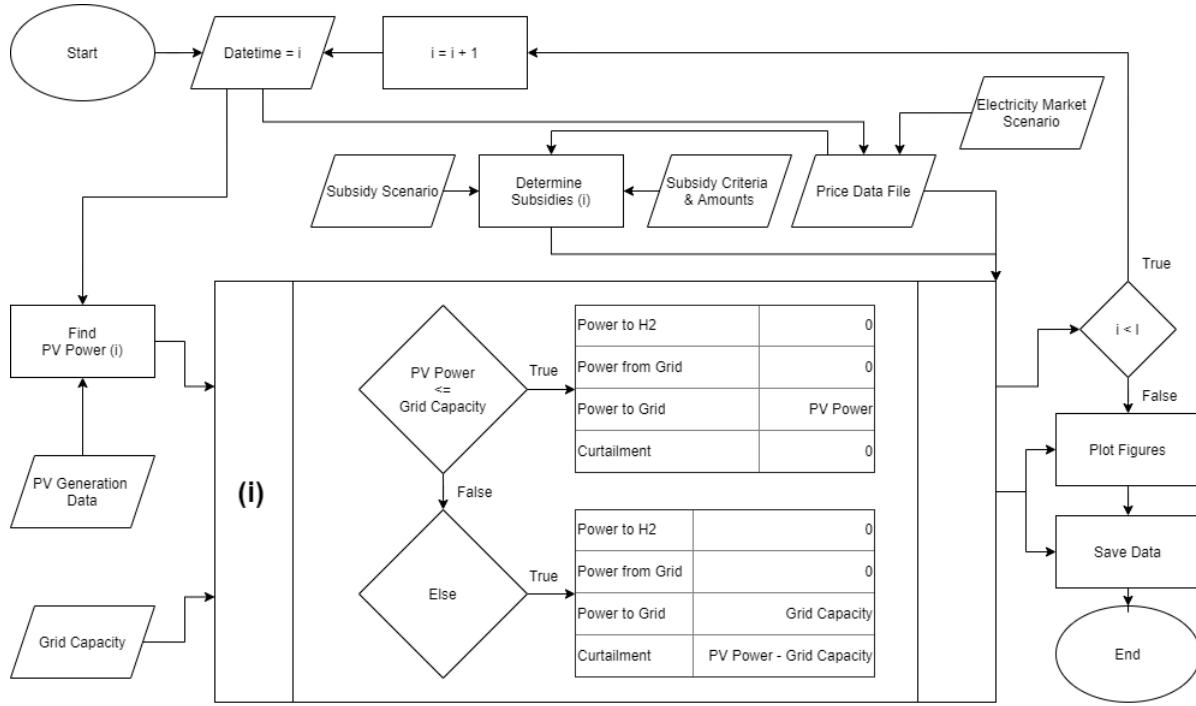 Start
Datetime = i
i = i + 1
Electricity Market
Scenario
Subsidy Scenario
Determine
Subsidies (i)
Subsidy Criteria
& Amounts
Price Data File
True
i < I
False
Find
PV Power (i)
PV Generation
Data
Grid Capacity
(i)
PV Power
<=
Grid Capacity
True
False
Power to H2 0
Power from Grid 0
Power to Grid PV Power
Curtailment 0
Else
True
Power to H2 0
Power from Grid 0
Power to Grid Grid Capacity
Curtailment PV Power - Grid Capacity
Plot Figures
Save Data
End